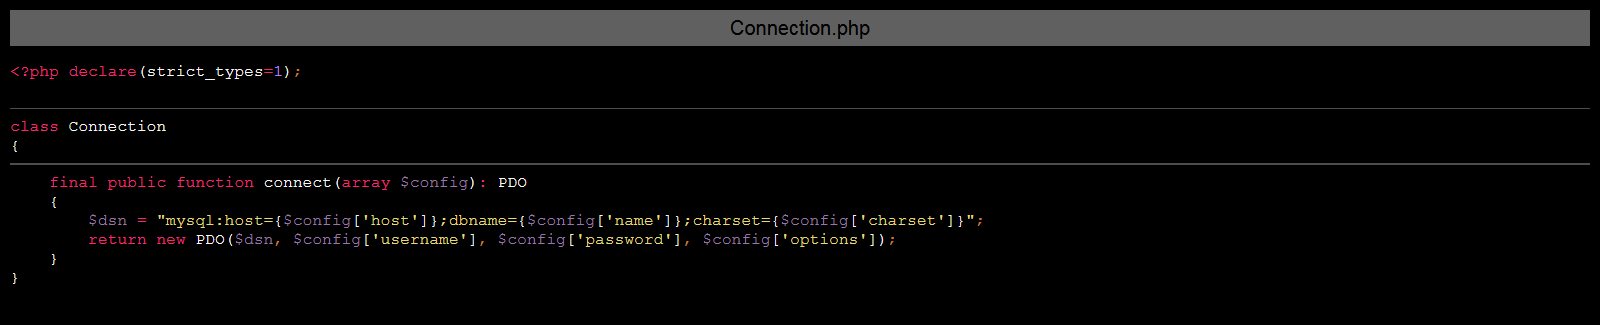 Connection.php
<?php declare(strict_types=1);
class Connection
{
    final public function connect(array $config): PDO
    {
        $dsn = "mysql:host={$config['host']};dbname={$config['name']};charset={$config['charset']}";
        return new PDO($dsn, $config['username'], $config['password'], $config['options']);
    }
}